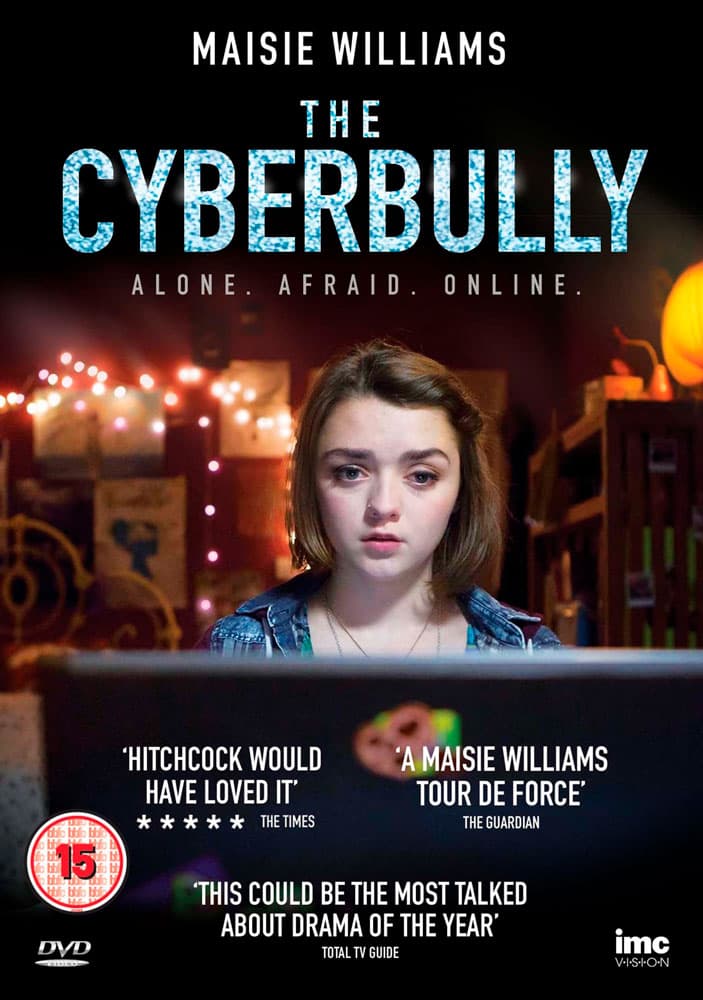 MAISIE WILLIAMS
THE
CYBERBULLY
ALONE. AFRAID. ONLINE.
‘HITCHCOCK WOULD
HAVE LOVED IT’
★★★★★ THE TIMES
‘A MAISIE WILLIAMS
TOUR DE FORCE’
THE GUARDIAN
15
‘THIS COULD BE THE MOST TALKED
ABOUT DRAMA OF THE YEAR’
TOTAL TV GUIDE
DVD
VIDEO
imc
VISION